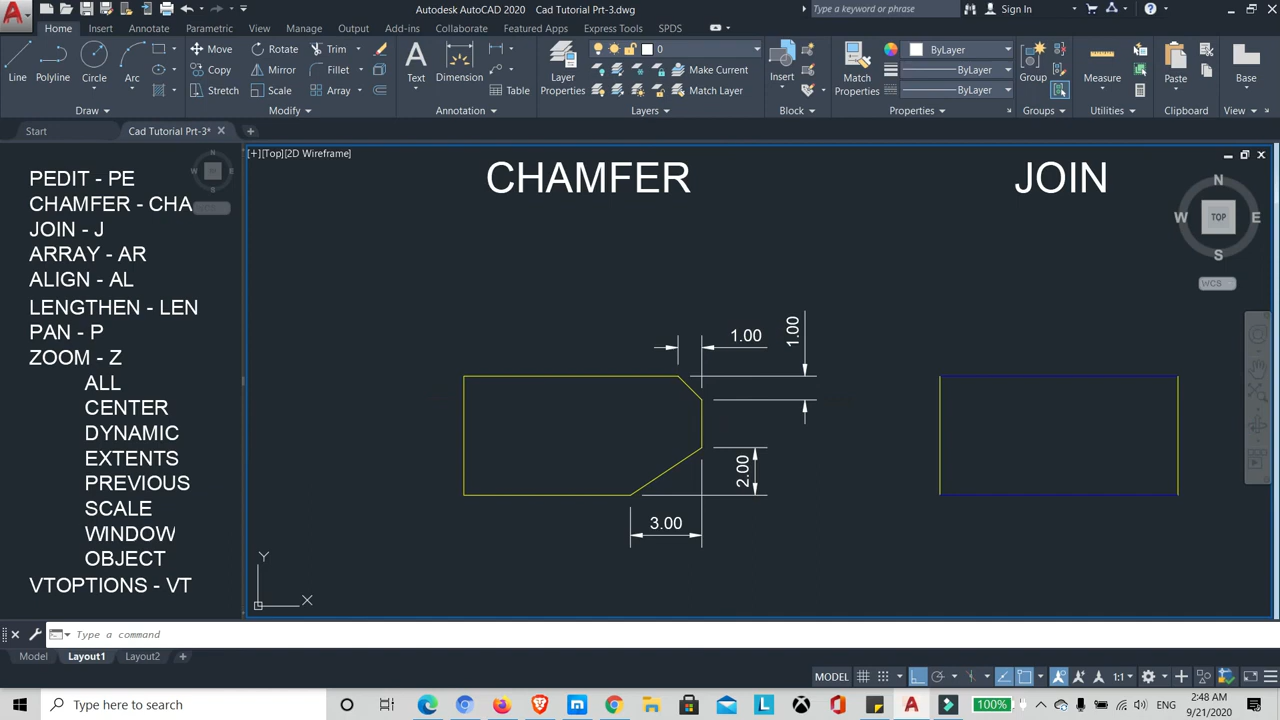 A
Autodesk AutoCAD 2020 Cad Tutorial Prt-3.dwg
Type a keyword or phrase
Sign In
?
Home Insert Annotate Parametric View Manage Output Add-ins Collaborate Featured Apps Express Tools SPDS
Line
Polyline
Circle
Arc
Move
Copy
Stretch
Rotate
Mirror
Scale
Trim
Fillet
Array
Text
Dimension
Table
Layer
Properties
0
Make Current
Match Layer
Insert
Match
Properties
ByLayer
ByLayer
ByLayer
Group
Measure
Paste
Base
Draw
Modify
Annotation
Layers
Block
Properties
Groups
Utilities
Clipboard
View
Start
Cad Tutorial Prt-3*
PEDIT - PE
CHAMFER - CHA
JOIN - J
ARRAY - AR
ALIGN - AL
LENGTHEN - LEN
PAN - P
ZOOM - Z
ALL
CENTER
DYNAMIC
EXTENTS
PREVIOUS
SCALE
WINDOW
OBJECT
VTOPTIONS - VT
N
W E
S
[+][Top][2D Wireframe]
CHAMFER
JOIN
N
W TOP E
S
WCS
1.00
1.00
2.00
3.00
Y
X
Type a command
Model Layout1 Layout2
MODEL
1:1
Type here to search
100%
ENG
2:48 AM
9/21/2020